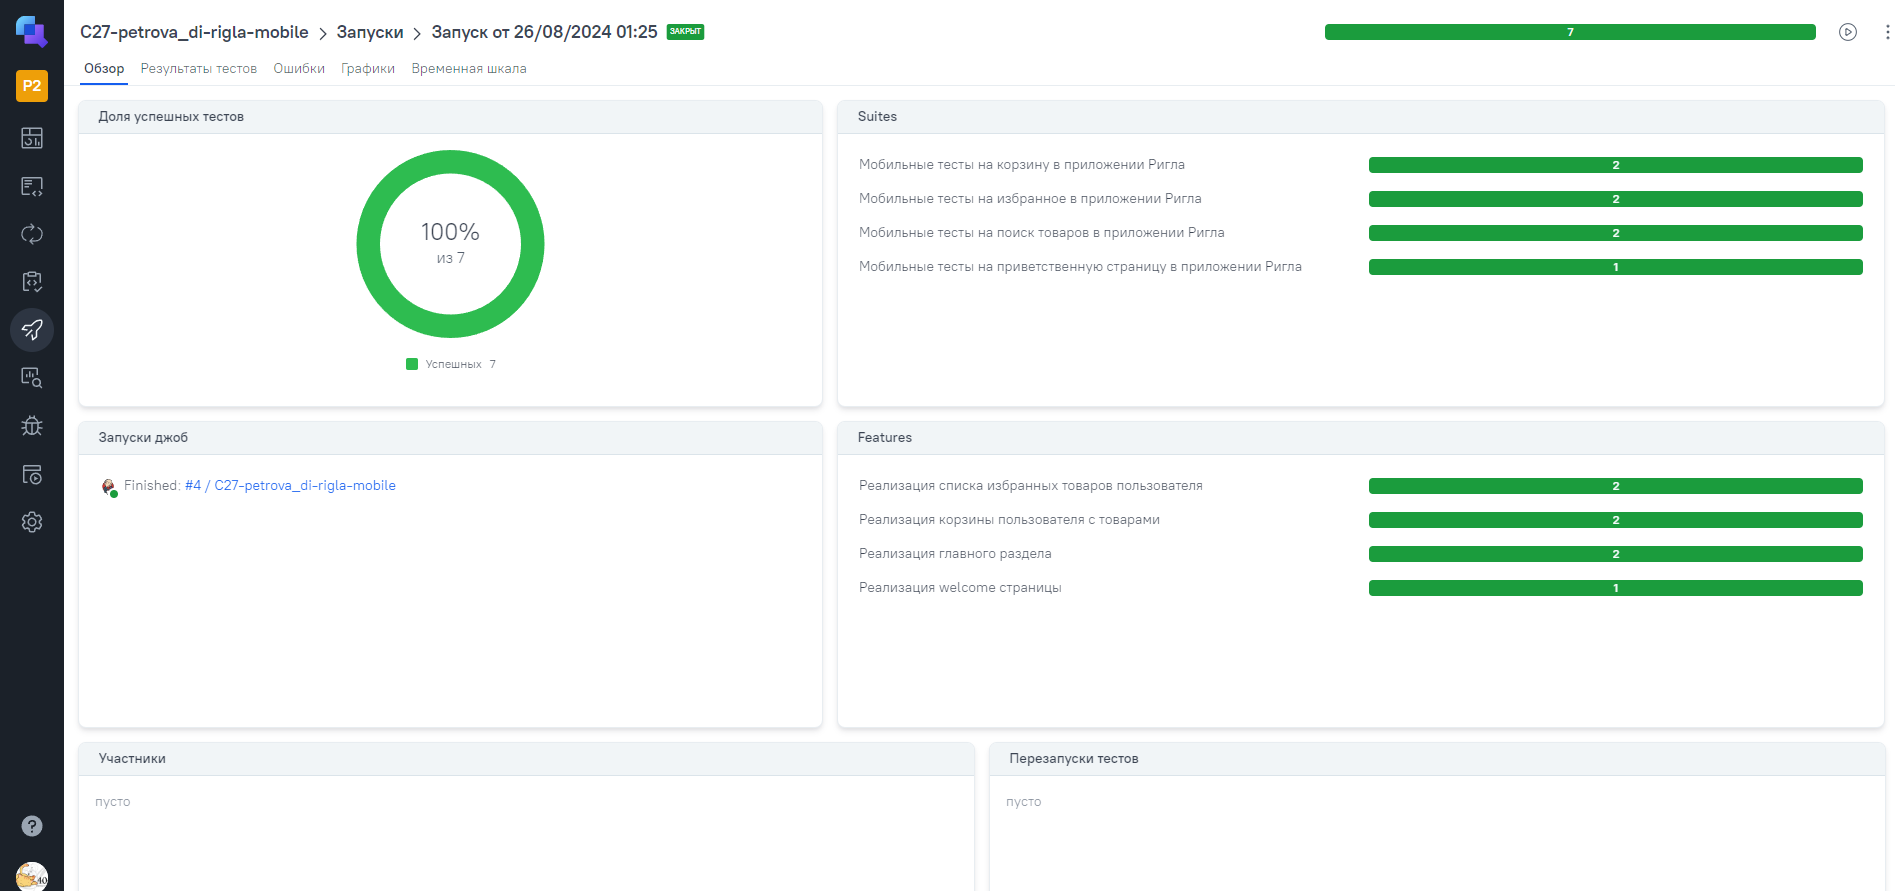 C27-petrova_di-rigla-mobile > Запуски > Запуск от 26/08/2024 01:25 ЗАКРЫТ
7
P2
Обзор Результаты тестов Ошибки Графики Временная шкала
Доля успешных тестов
100%
из 7
Успешных 7
Suites
Мобильные тесты на корзину в приложении Ригла 2
Мобильные тесты на избранное в приложении Ригла 2
Мобильные тесты на поиск товаров в приложении Ригла 2
Мобильные тесты на приветственную страницу в приложении Ригла 1
Запуски джоб
Finished: #4 / C27-petrova_di-rigla-mobile
Features
Реализация списка избранных товаров пользователя 2
Реализация корзины пользователя с товарами 2
Реализация главного раздела 2
Реализация welcome страницы 1
Участники
пусто
Перезапуски тестов
пусто